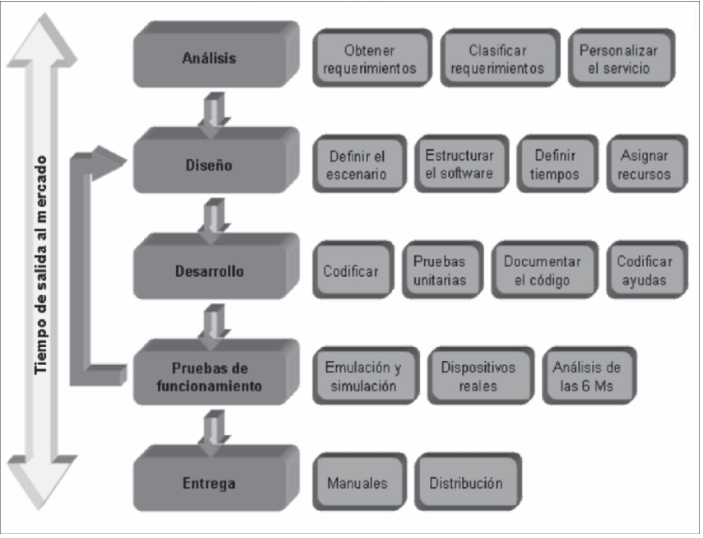 Tiempo de salida al mercado
Análisis
Obtener
requerimientos
Clasificar
requerimientos
Personalizar
el servicio
Diseño
Definir el
escenario
Estructurar
el software
Definir
tiempos
Asignar
recursos
Desarrollo
Codificar
Pruebas
unitarias
Documentar
el código
Codificar
ayudas
Pruebas de
funcionamiento
Emulación y
simulación
Dispositivos
reales
Análisis de
las 6 Ms
Entrega
Manuales
Distribución